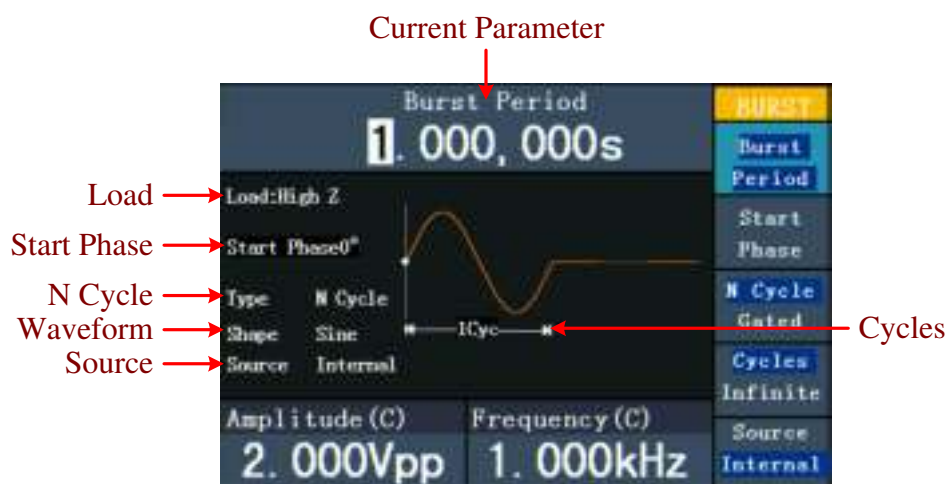 Current Parameter
Burst Period
1.000,000s
BURST
Burst
Period
Start
Phase
N Cycle
Gated
Cycles
Infinite
Source
Internal
Load
Load:High Z
Start Phase
Start Phase0°
N Cycle
Type N Cycle
Waveform
Shape Sine
Source
Source Internal
1Cyc
Cycles
Amplitude(C)
2.000Vpp
Frequency(C)
1.000kHz